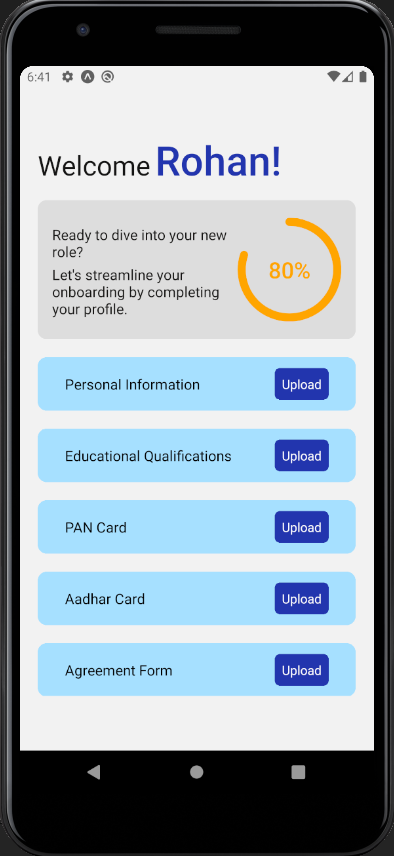 6:41
Welcome Rohan!
Ready to dive into your new
role?
Let's streamline your
onboarding by completing
your profile.
80%
Personal Information Upload
Educational Qualifications Upload
PAN Card Upload
Aadhar Card Upload
Agreement Form Upload